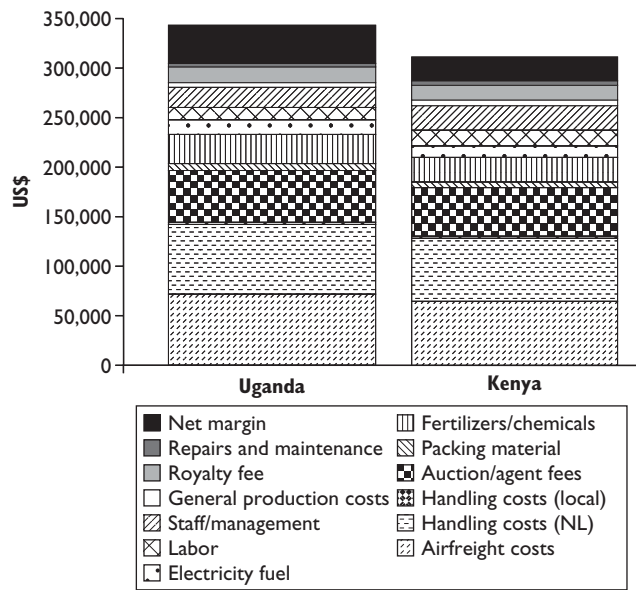 350,000
300,000
250,000
200,000
150,000
100,000
50,000
0
US$
Uganda
Kenya
Net margin
Repairs and maintenance
Royalty fee
General production costs
Staff/management
Labor
Electricity fuel
Fertilizers/chemicals
Packing material
Auction/agent fees
Handling costs (local)
Handling costs (NL)
Airfreight costs